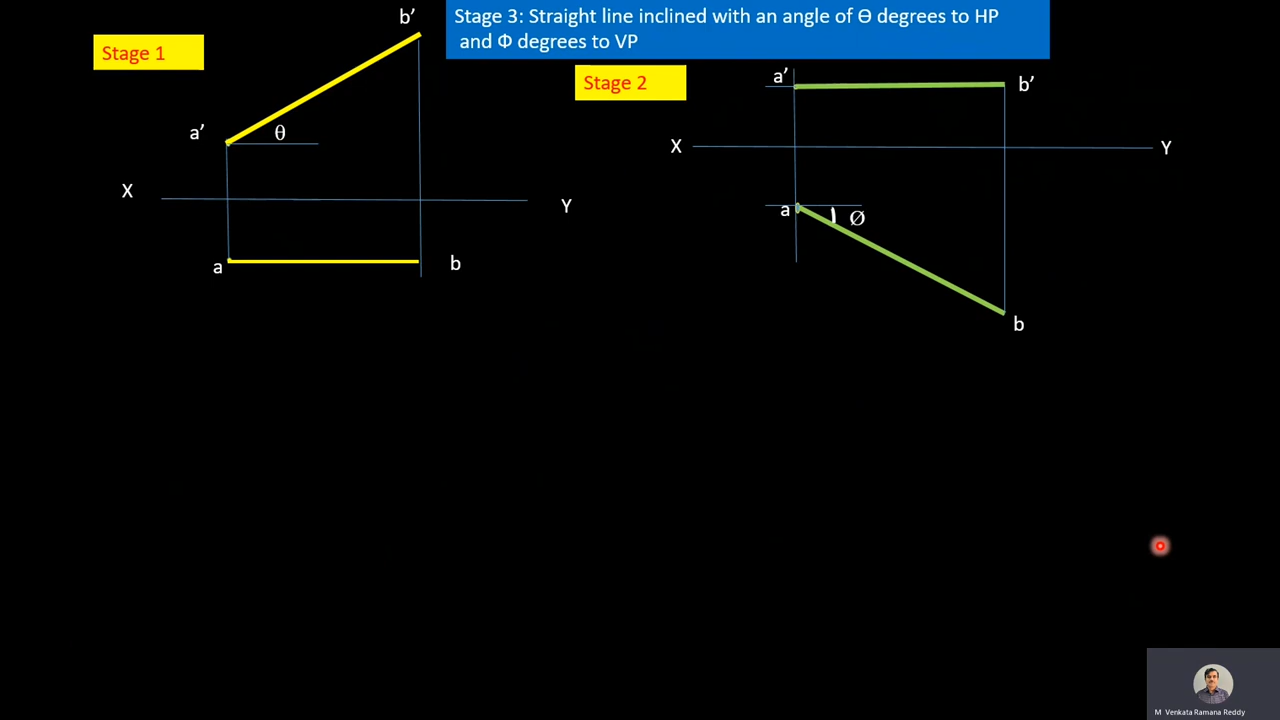 b’
Stage 3: Straight line inclined with an angle of Ɵ degrees to HP
and Φ degrees to VP
Stage 1
Stage 2
a’
b’
a’
θ
X
Y
X
Y
a
Ø
a
b
b
M Venkata Ramana Reddy